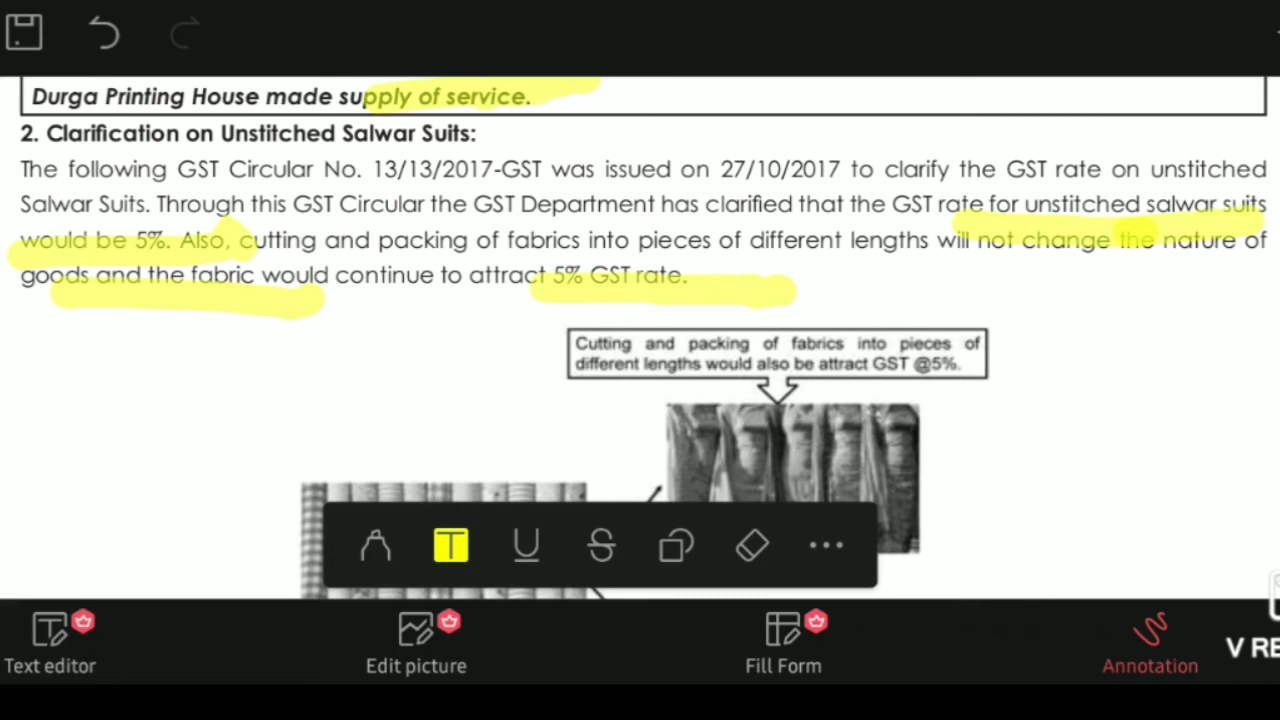 Durga Printing House made supply of service.
2. Clarification on Unstitched Salwar Suits:
The following GST Circular No. 13/13/2017-GST was issued on 27/10/2017 to clarify the GST rate on unstitched
Salwar Suits. Through this GST Circular the GST Department has clarified that the GST rate for unstitched salwar suits
would be 5%. Also, cutting and packing of fabrics into pieces of different lengths will not change the nature of
goods and the fabric would continue to attract 5% GST rate.
Cutting and packing of fabrics into pieces of
different lengths would also be attract GST @5%.
T
U
S
Text editor
Edit picture
Fill Form
Annotation
V RE